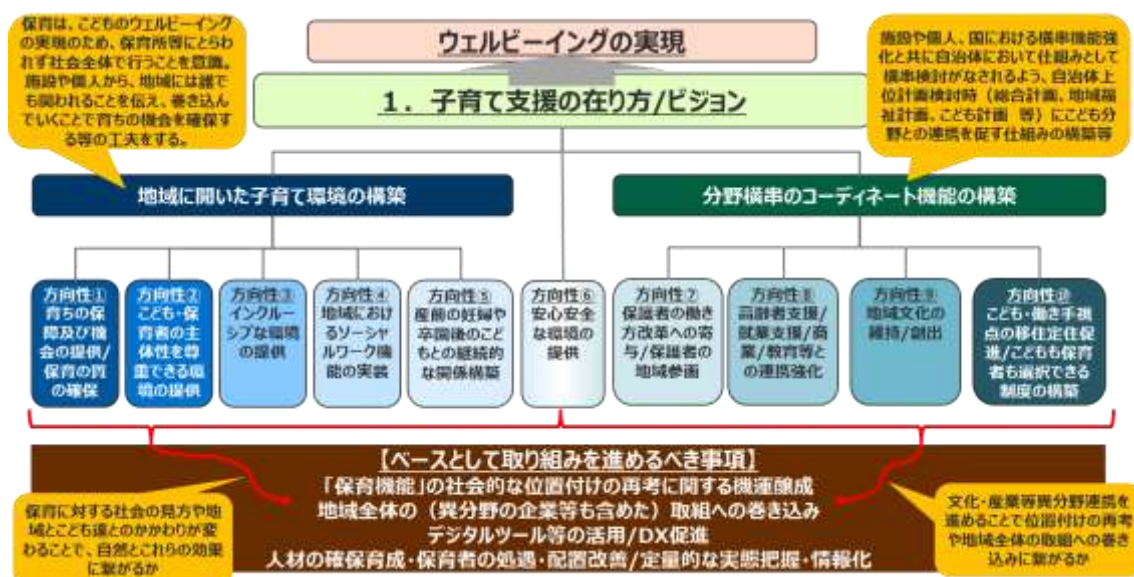 保育は、こどものウェルビーイング
の実現のため、保育所等にとらわ
れず社会全体で行うことを意識。
施設や個人から、地域には誰で
も関われることを伝え、巻き込ん
でいくことで育ちの機会を確保す
る等の工夫をする。
ウェルビーイングの実現
1．子育て支援の在り方/ビジョン
施設や個人、国における横串機能強
化と共に自治体において仕組みとして
横串検討がなされるよう、自治体上
位計画検討時（総合計画、地域福
祉計画、こども計画 等）にこども分
野との連携を促す仕組みの構築等
地域に開いた子育て環境の構築
分野横串のコーディネート機能の構築
方向性①
育ちの保
障及び機
会の提供/
保育の質
の確保
方向性②
こども・保
育者の主
体性を尊
重できる環
境の提供
方向性③
インクルー
シブな環境
の提供
方向性④
地域におけ
るソーシャ
ルワーク機
能の実装
方向性⑤
産前の妊婦や
卒園後のこど
もとの継続的
な関係構築
方向性⑥
安心安全
な環境の
提供
方向性⑦
保護者の働き
方改革への寄
与/保護者の
地域参画
方向性⑧
高齢者支援/
就業支援/商
業/教育等と
の連携強化
方向性⑨
地域文化の
維持/創出
方向性⑩
こども・働き手視
点の移住定住促
進/こどもも保育
者も選択できる
制度の構築
【ベースとして取り組みを進めるべき事項】
「保育機能」の社会的な位置付けの再考に関する機運醸成
地域全体の（異分野の企業等も含めた）取組への巻き込み
デジタルツール等の活用/DX促進
人材の確保育成・保育者の処遇・配置改善/定量的な実態把握・情報化
保育に対する社会の見方や地
域とこども達とのかかわりが変
わることで、自然とこれらの効果
に繋がるか
文化・産業等異分野連携を
進めることで位置付けの再考
や地域全体の取組への巻き
込みに繋がるか